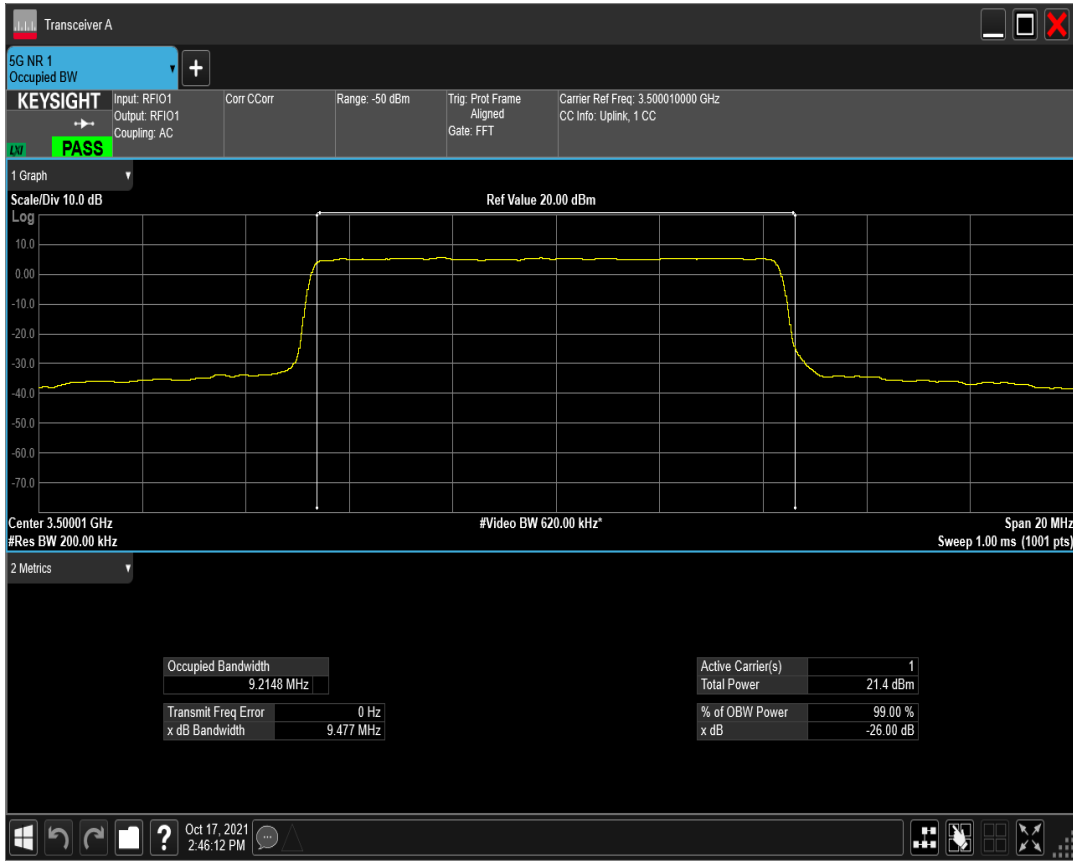 Transceiver A
5G NR 1
Occupied BW
KEYSIGHT
Input: RFIO1
Output: RFIO1
Coupling: AC
Corr CCorr
Range: -50 dBm
Trig: Prot Frame
Aligned
Gate: FFT
Carrier Ref Freq: 3.500010000 GHz
CC Info: Uplink, 1 CC
LXI
PASS
1 Graph
Scale/Div 10.0 dB
Ref Value 20.00 dBm
Log
10.0
0.00
-10.0
-20.0
-30.0
-40.0
-50.0
-60.0
-70.0
Center 3.50001 GHz
#Video BW 620.00 kHz*
Span 20 MHz
#Res BW 200.00 kHz
Sweep 1.00 ms (1001 pts)
2 Metrics
Occupied Bandwidth
9.2148 MHz
Transmit Freq Error 0 Hz
x dB Bandwidth 9.477 MHz
Active Carrier(s) 1
Total Power 21.4 dBm
% of OBW Power 99.00 %
x dB -26.00 dB
?
Oct 17, 2021
2:46:12 PM